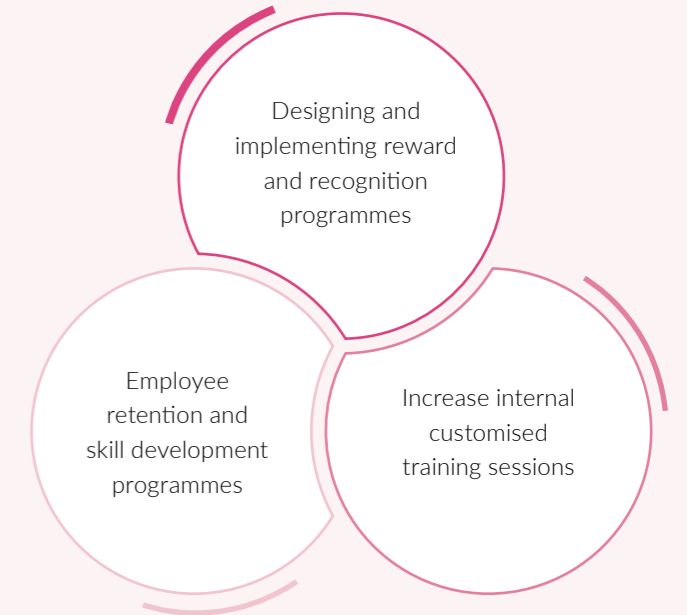 Designing and
implementing reward
and recognition
programmes
Employee
retention and
skill development
programmes
Increase internal
customised
training sessions